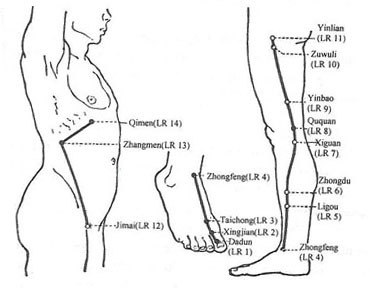 Qimen(LR 14)
Zhangmen(LR 13)
Jimai(LR 12)
Zhongfeng(LR 4)
Taichong(LR 3)
Xingjian(LR 2)
Dadun
(LR 1)
Yinlian
(LR 11)
Zuwuli
(LR 10)
Yinbao
(LR 9)
Ququan
(LR 8)
Xiguan
(LR 7)
Zhongdu
(LR 6)
Ligou
(LR 5)
Zhongfeng
(LR 4)